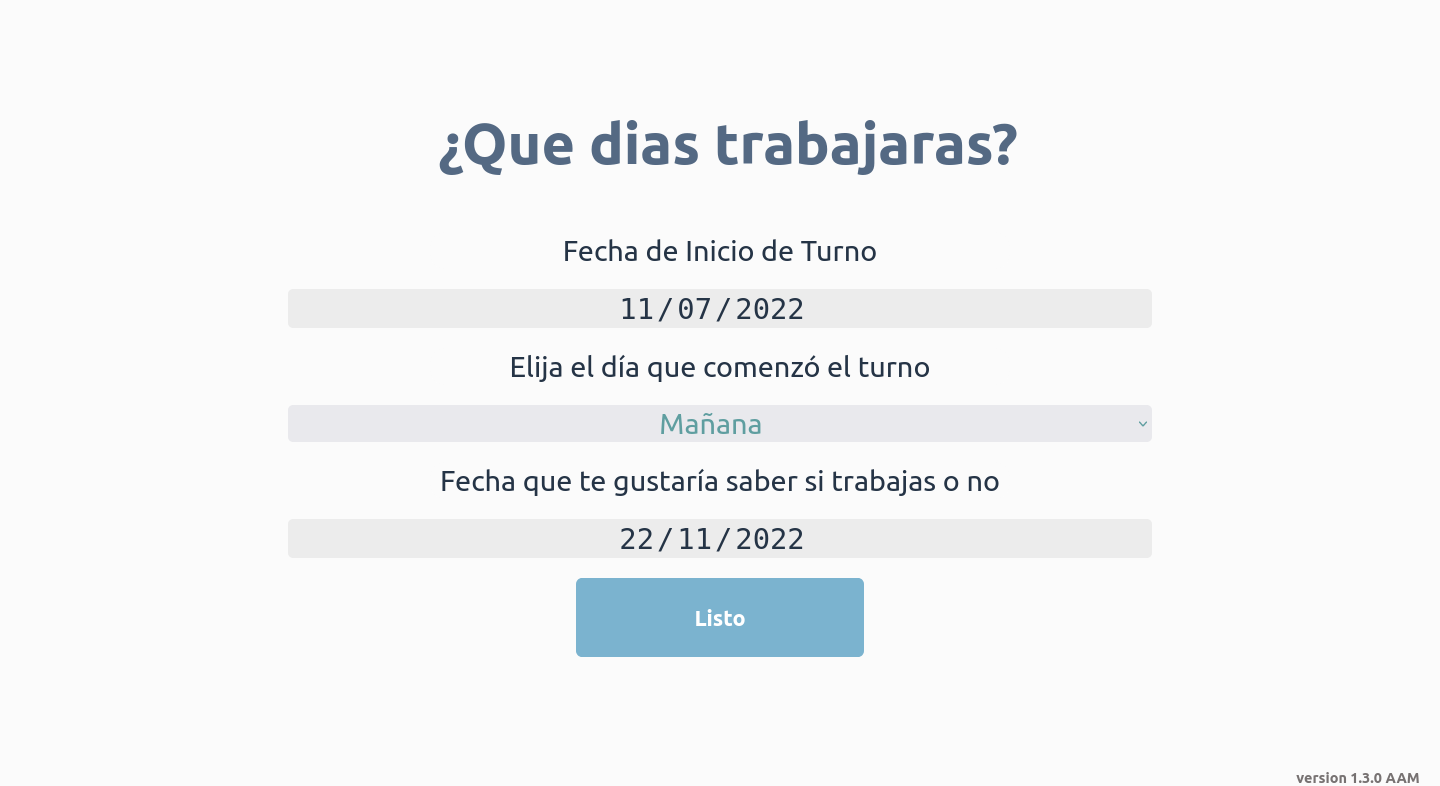 ¿Que dias trabajaras?
Fecha de Inicio de Turno
11/07/2022
Elija el día que comenzó el turno
Mañana
Fecha que te gustaría saber si trabajas o no
22/11/2022
Listo
version 1.3.0 AAM